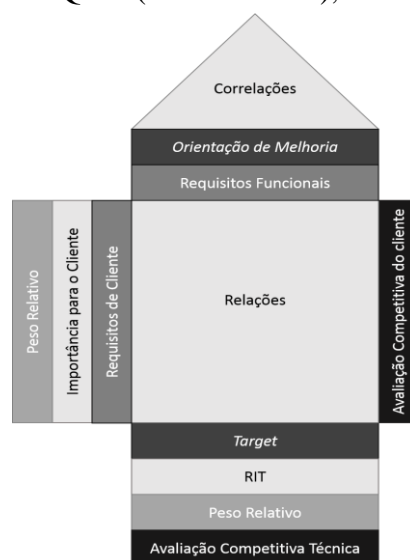 Correlações
Orientação de Melhoria
Requisitos Funcionais
Peso Relativo
Importância para o Cliente
Requisitos de Cliente
Relações
Avaliação Competitiva do cliente
Target
RIT
Peso Relativo
Avaliação Competitiva Técnica